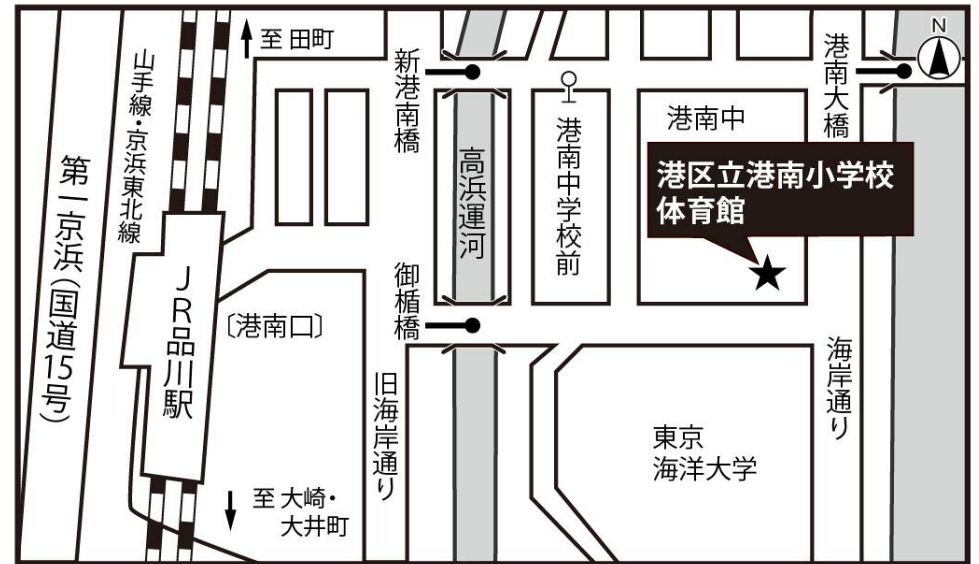 至 田町
山手線・京浜東北線
第一京浜（国道15号）
JR品川駅
〔港南口〕
至 大崎・
大井町
旧海岸通り
新港南橋
高浜運河
御楯橋
港南中学校前
港南中
港区立港南小学校
体育館
港南大橋
N
海岸通り
東京
海洋大学